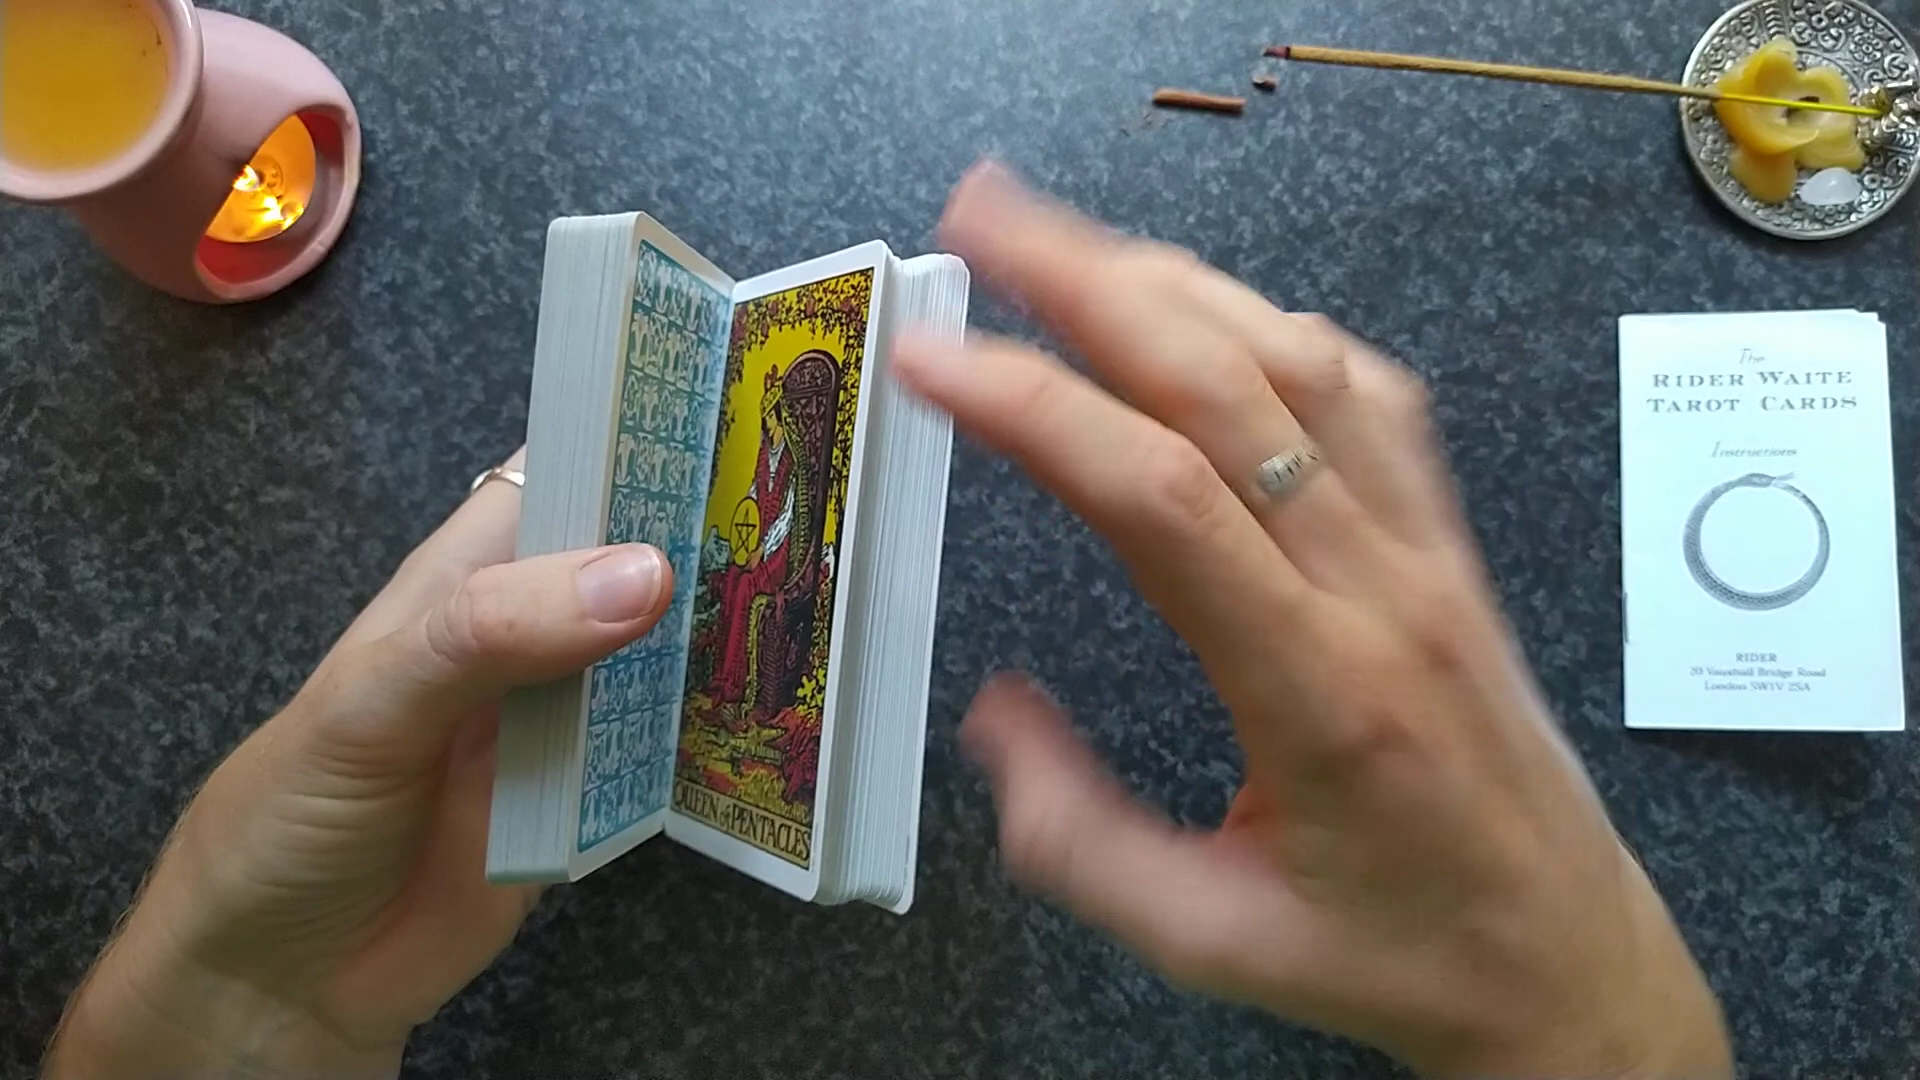 QUEEN of PENTACLES
The
RIDER WAITE
TAROT CARDS
Instructions
RIDER
20 Vauxhall Bridge Road
London SW1V 2SA